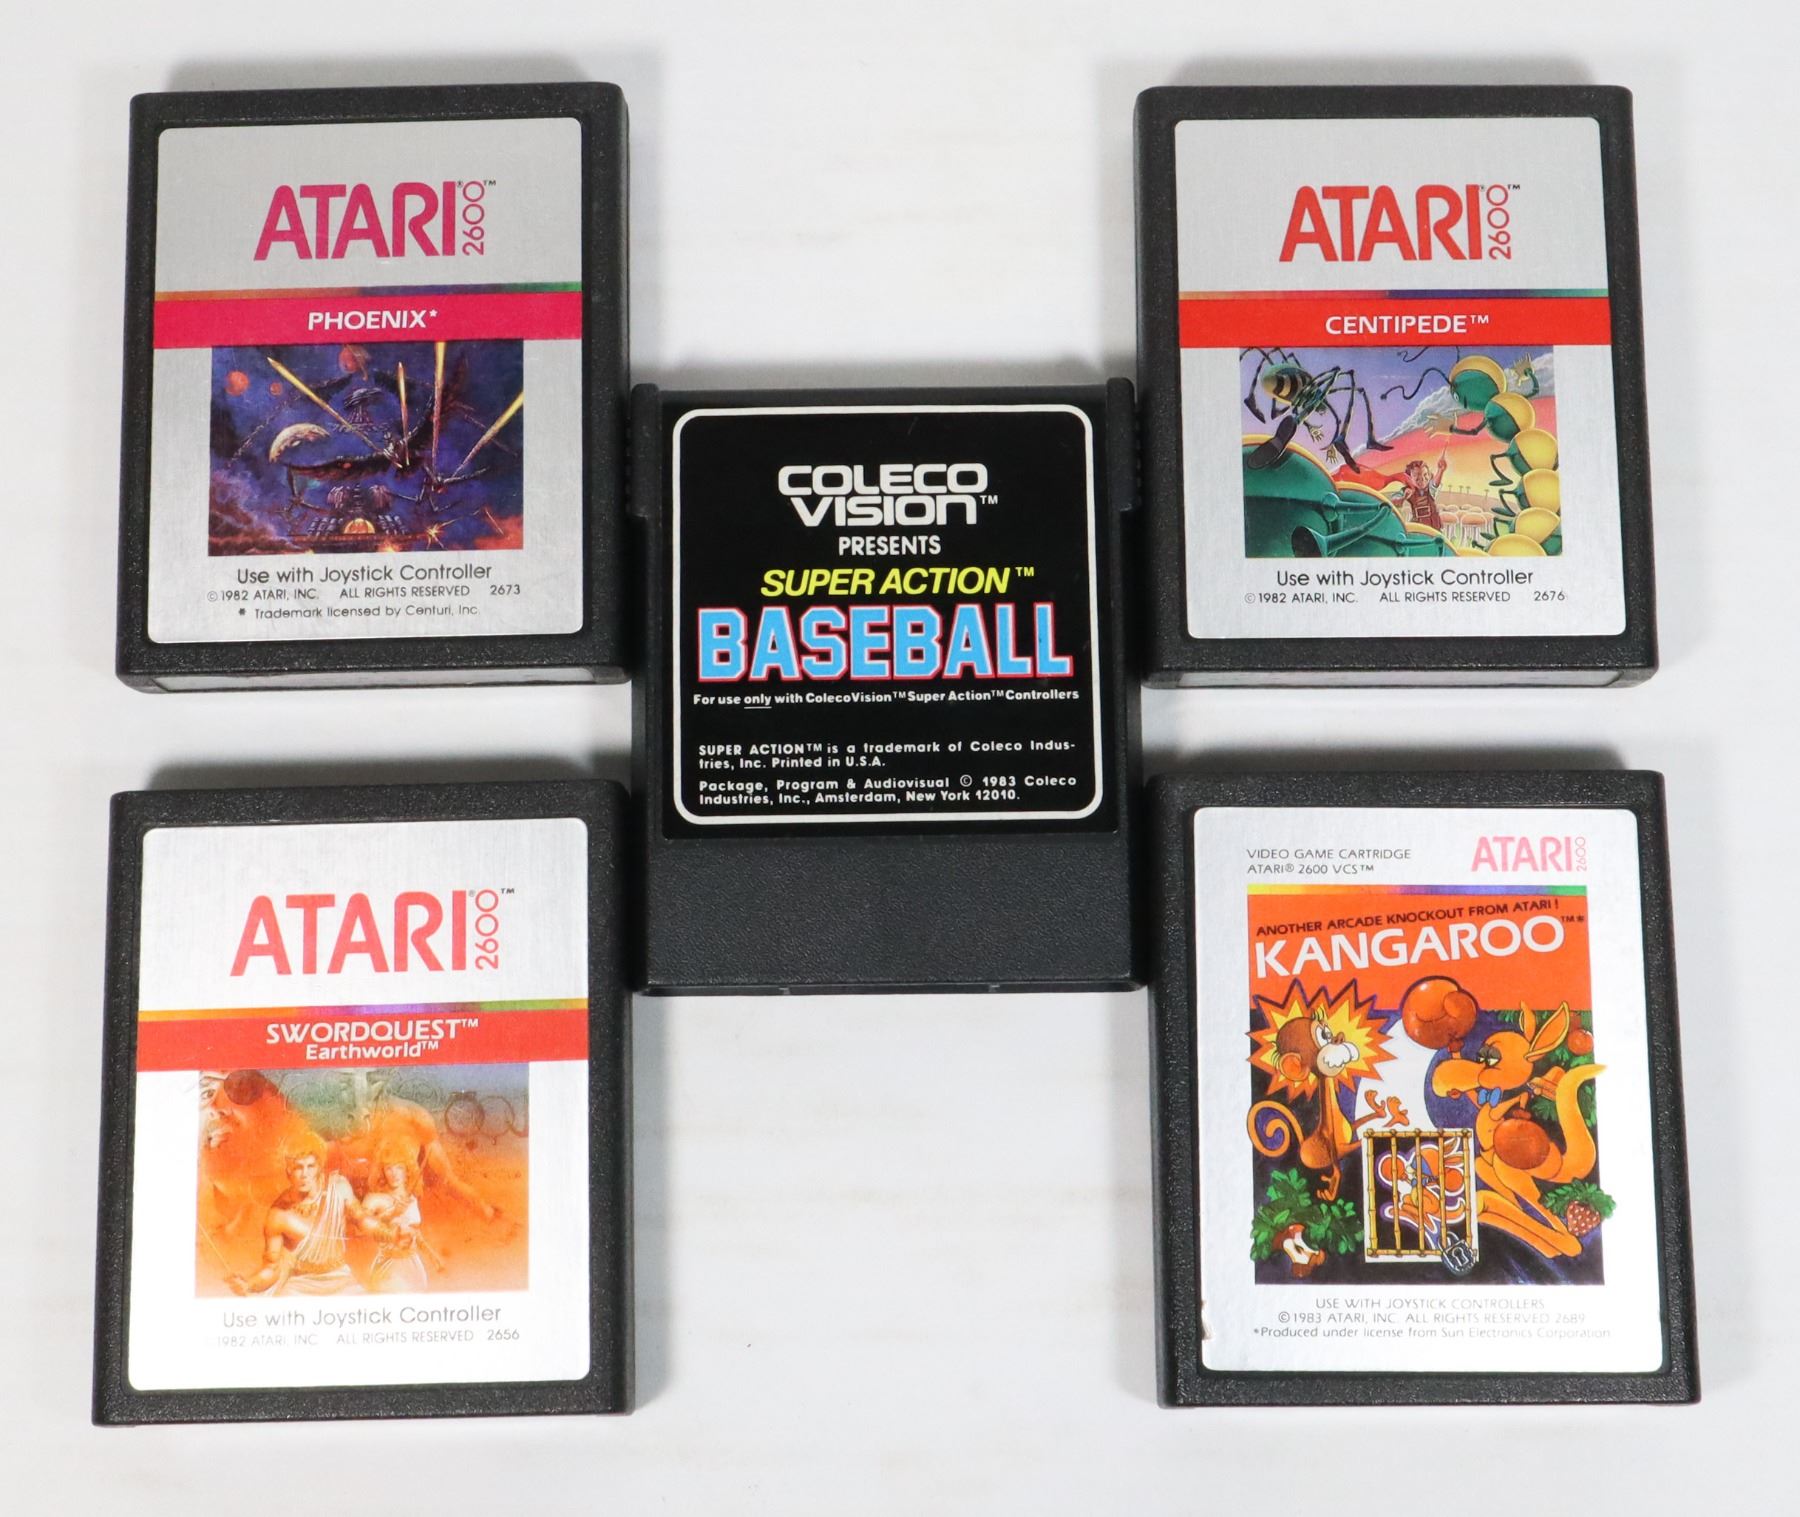 ATARI® 2600™
PHOENIX*
Use with Joystick Controller
©1982 ATARI, INC. ALL RIGHTS RESERVED 2673
* Trademark licensed by Centuri, Inc.
ATARI® 2600™
CENTIPEDE™
Use with Joystick Controller
©1982 ATARI, INC. ALL RIGHTS RESERVED 2676
COLECO
VISION™
PRESENTS
SUPER ACTION™
BASEBALL
For use only with ColecoVision™ Super Action™ Controllers
SUPER ACTION™ is a trademark of Coleco Indus-
tries, Inc. Printed in U.S.A.
Package, Program & Audiovisual © 1983 Coleco
Industries, Inc., Amsterdam, New York 12010.
ATARI® 2600™
SWORDQUEST™
Earthworld™
Use with Joystick Controller
©1982 ATARI, INC. ALL RIGHTS RESERVED 2656
VIDEO GAME CARTRIDGE
ATARI® 2600 VCS™
ATARI 2600
ANOTHER ARCADE KNOCKOUT FROM ATARI!
KANGAROO™*
USE WITH JOYSTICK CONTROLLERS
©1983 ATARI, INC. ALL RIGHTS RESERVED 2689
*Produced under license from Sun Electronics Corporation